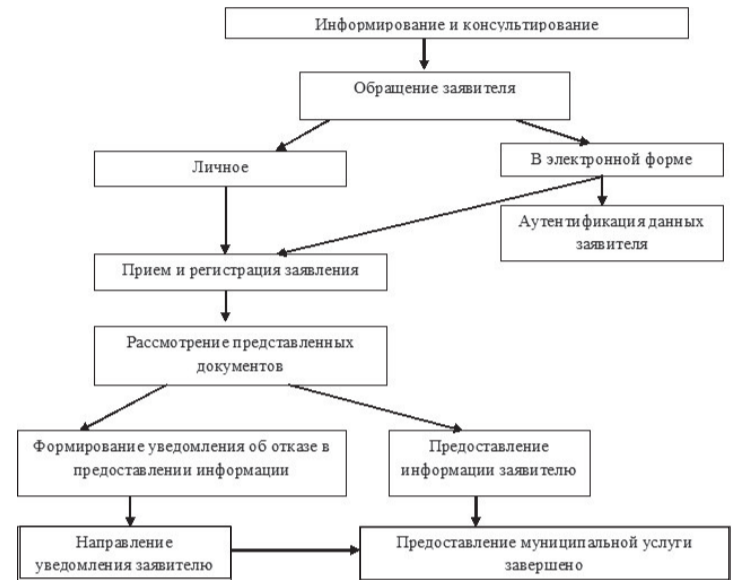 Информирование и консультирование
Обращение заявителя
Личное
В электронной форме
Аутентификация данных
заявителя
Прием и регистрация заявления
Рассмотрение представленных
документов
Формирование уведомления об отказе в
предоставлении информации
Предоставление
информации заявителю
Направление
уведомления заявителю
Предоставление муниципальной услуги
завершено